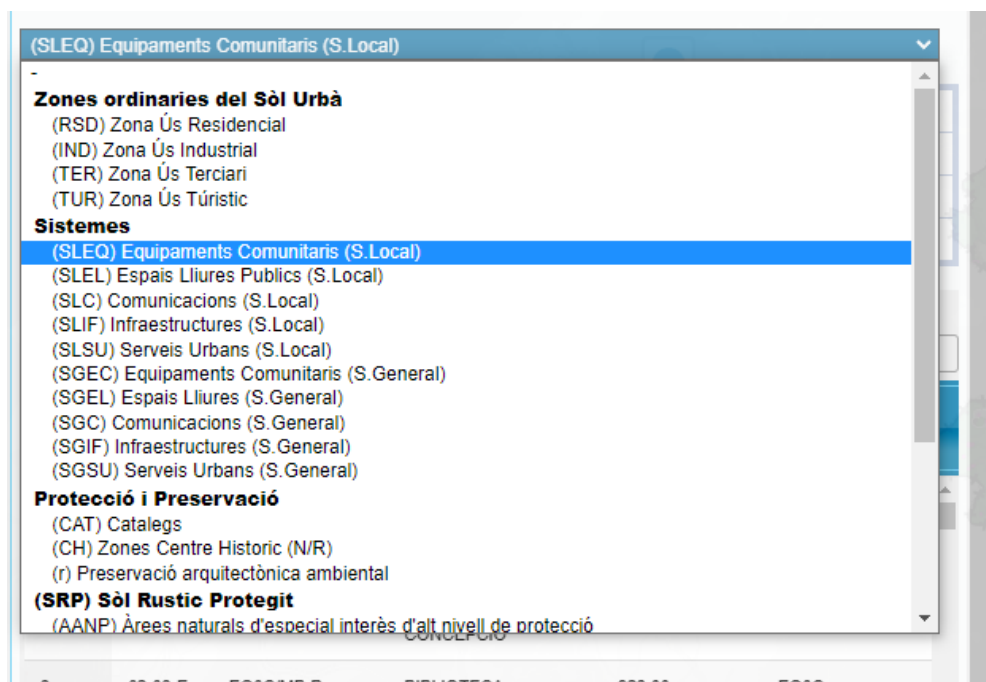 (SLEQ) Equipaments Comunitaris (S.Local)
-
Zones ordinaries del Sòl Urbà
(RSD) Zona Ús Residencial
(IND) Zona Ús Industrial
(TER) Zona Ús Terciari
(TUR) Zona Ús Túristic
Sistemes
(SLEQ) Equipaments Comunitaris (S.Local)
(SLEL) Espais Lliures Publics (S.Local)
(SLC) Comunicacions (S.Local)
(SLIF) Infraestructures (S.Local)
(SLSU) Serveis Urbans (S.Local)
(SGEC) Equipaments Comunitaris (S.General)
(SGEL) Espais Lliures (S.General)
(SGC) Comunicacions (S.General)
(SGIF) Infraestructures (S.General)
(SGSU) Serveis Urbans (S.General)
Protecció i Preservació
(CAT) Catalegs
(CH) Zones Centre Historic (N/R)
(r) Preservació arquitectònica ambiental
(SRP) Sòl Rustic Protegit
(AANP) Àrees naturals d'especial interès d'alt nivell de protecció